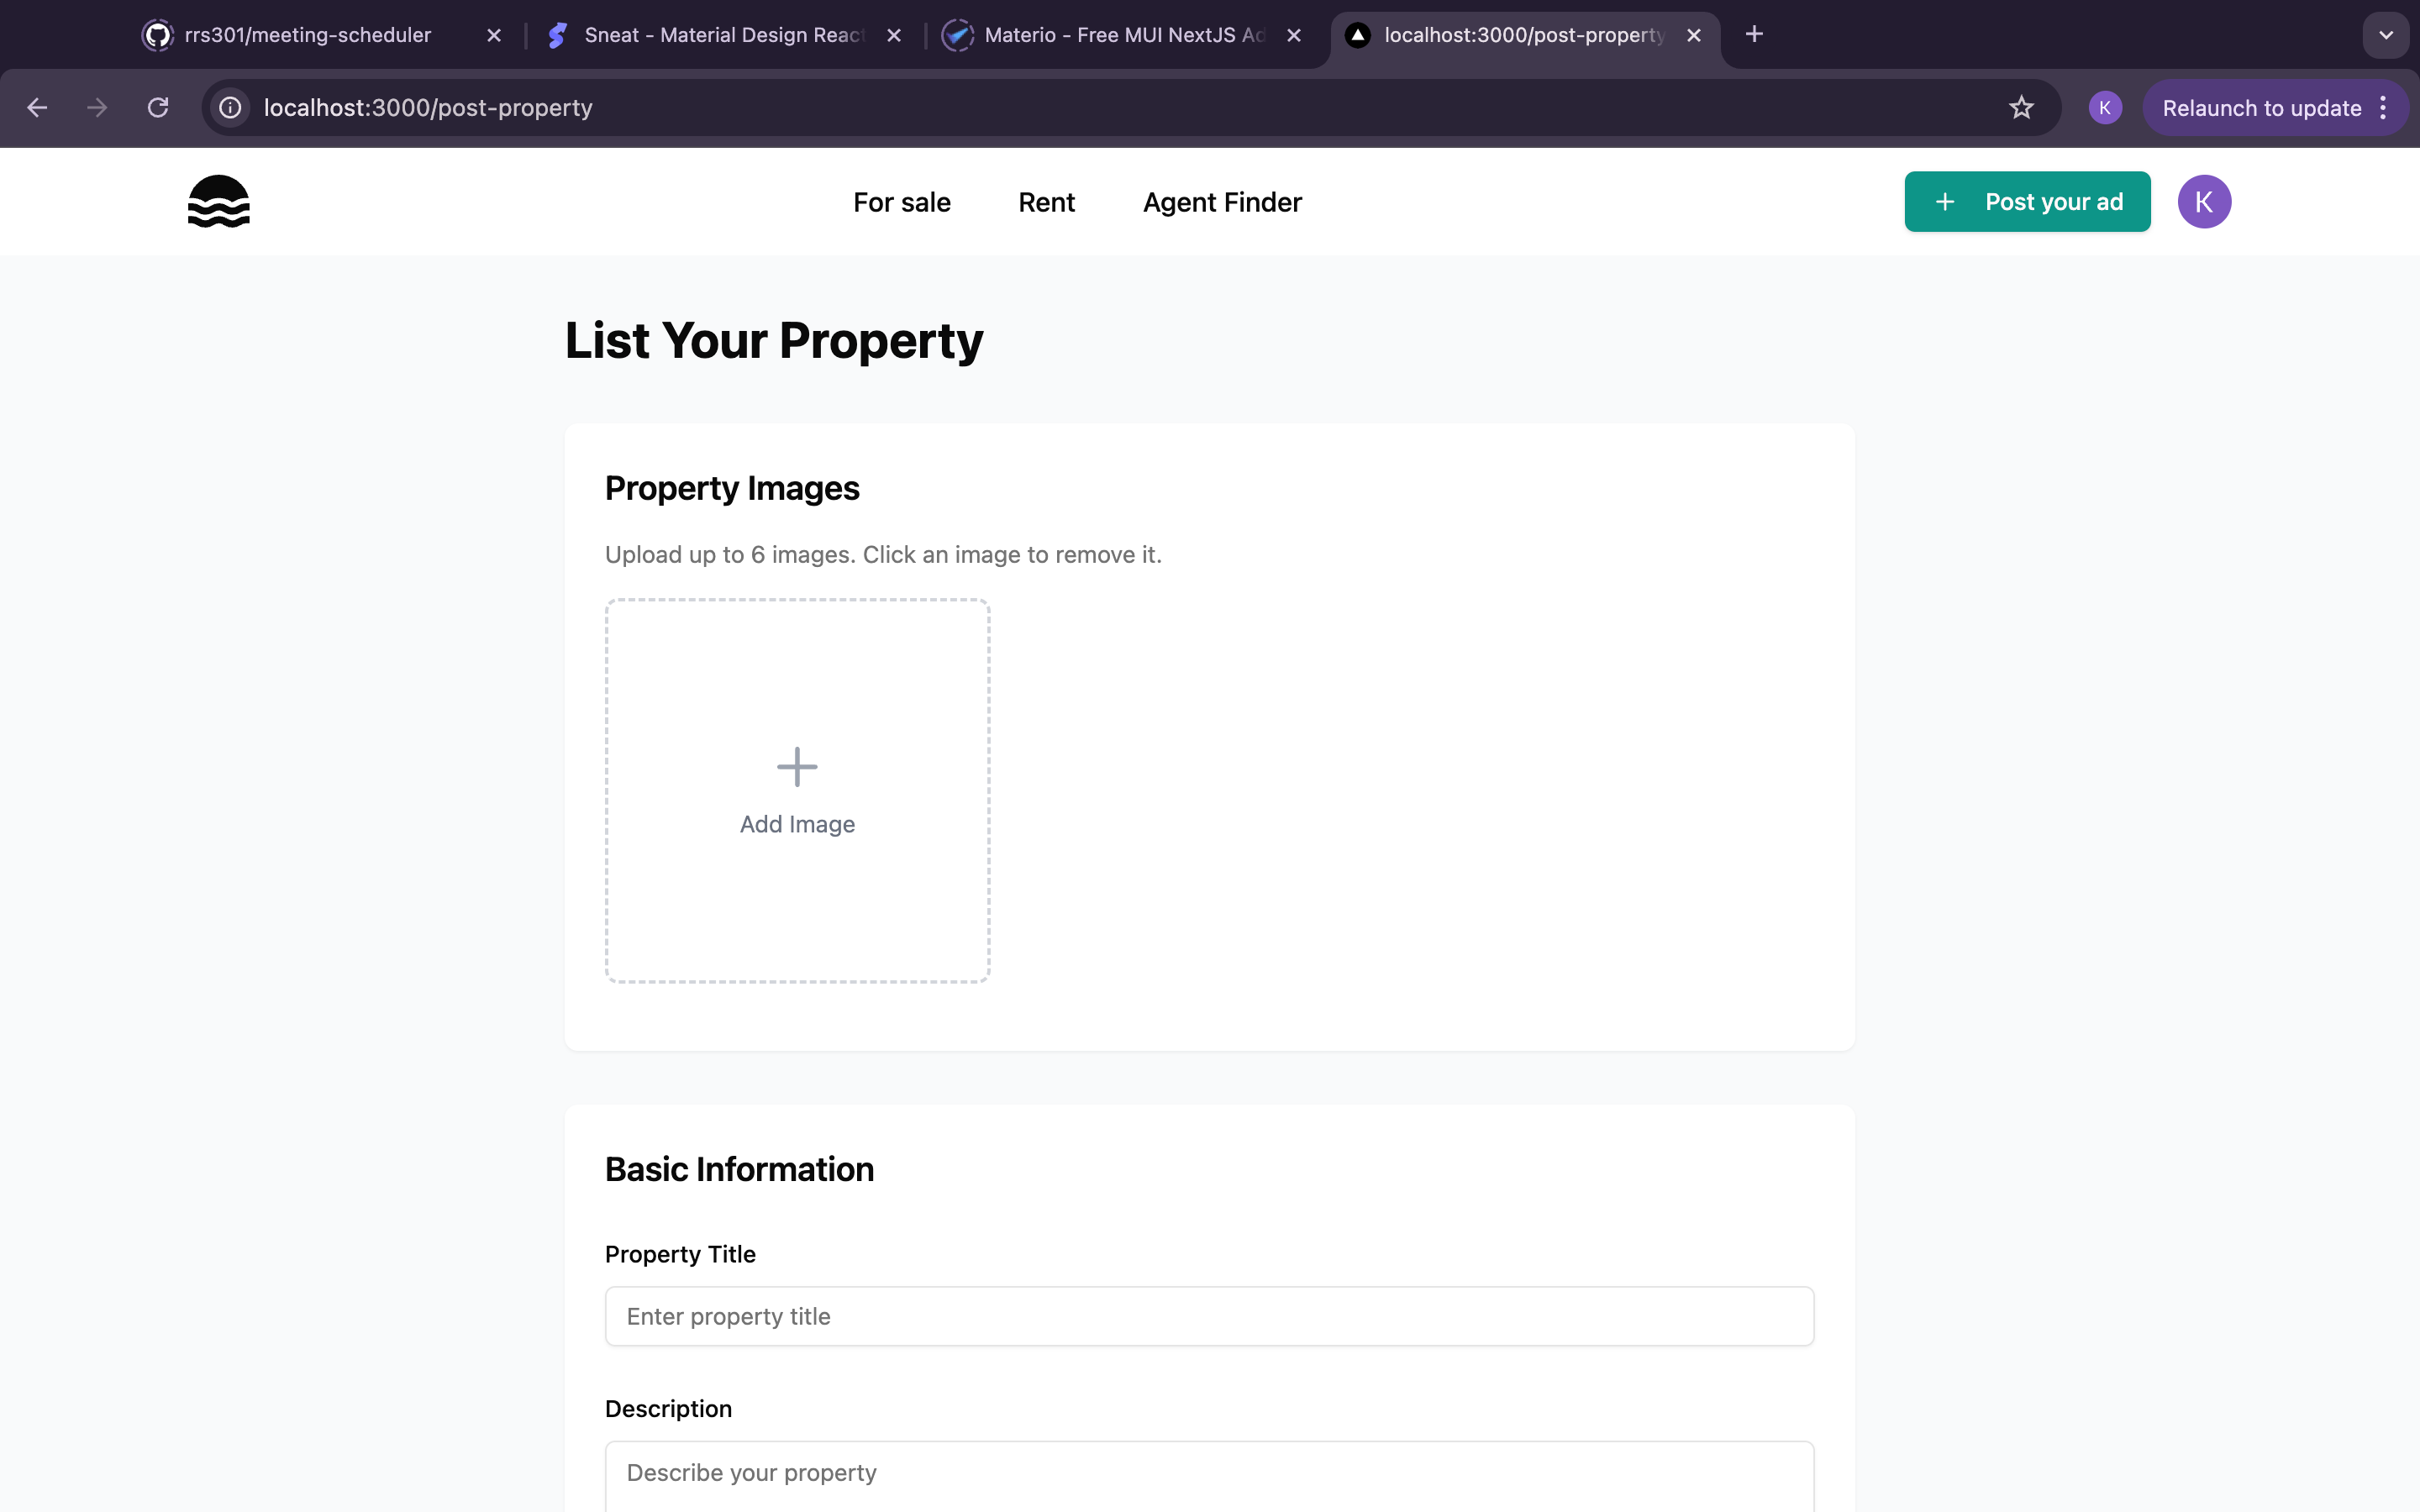 rrs301/meeting-scheduler
Sneat - Material Design React
Materio - Free MUI NextJS Ad
localhost:3000/post-property
localhost:3000/post-property
K
Relaunch to update
For sale
Rent
Agent Finder
Post your ad
K
List Your Property
Property Images
Upload up to 6 images. Click an image to remove it.
Add Image
Basic Information
Property Title
Enter property title
Description
Describe your property